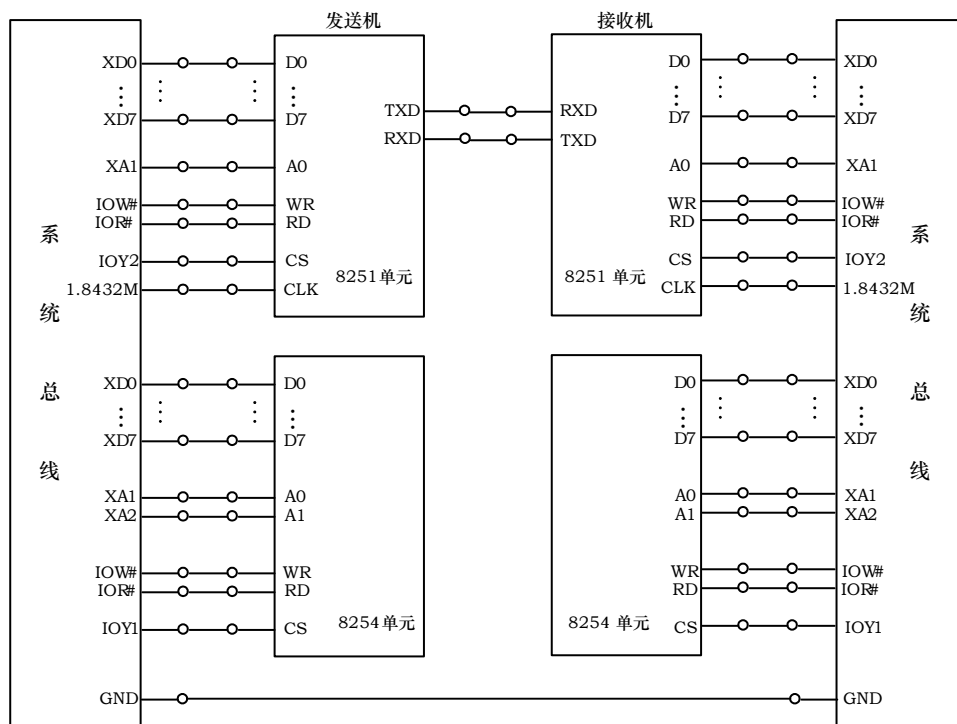 发送机
接收机
XD0
D0
XD7
D7
XA1
A0
IOW#
WR
IOR#
RD
IOY2
CS
1.8432M
CLK
TXD
RXD
8251单元
RXD
TXD
8251 单元
D0
XD0
D7
XD7
A0
XA1
WR
IOW#
RD
IOR#
CS
IOY2
CLK
1.8432M
系
统
总
线
XD0
D0
XD7
D7
XA1
A0
XA2
A1
IOW#
WR
IOR#
RD
IOY1
CS
8254单元
8254 单元
D0
XD0
D7
XD7
A0
XA1
A1
XA2
WR
IOW#
RD
IOR#
CS
IOY1
系
统
总
线
GND
GND